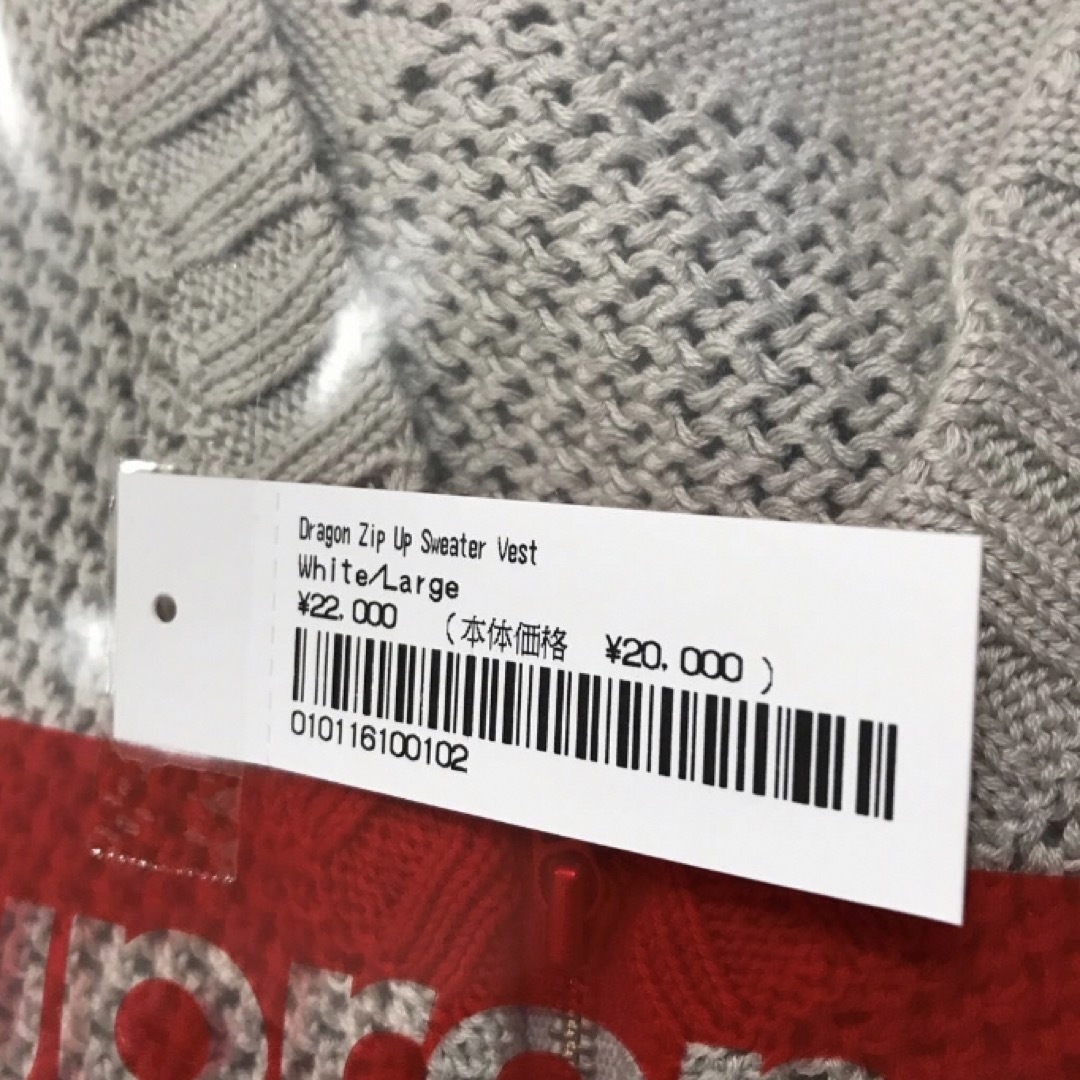 Dragon Zip Up Sweater Vest
White/Large
¥22,000 (本体価格 ¥20,000 )
010116100102